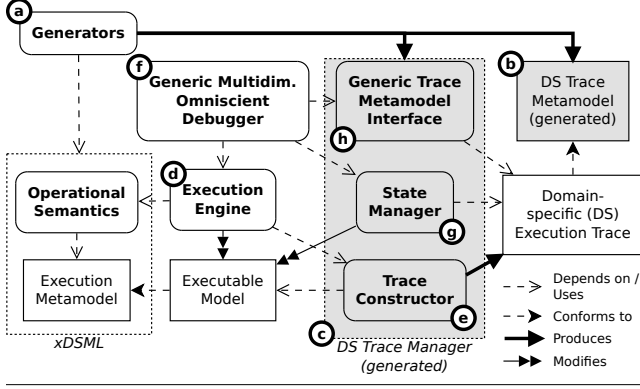 a
Generators
f
Generic Multidim.
Omniscient
Debugger
Generic Trace
Metamodel
Interface
h
b
DS Trace
Metamodel
(generated)
Operational
Semantics
d
Execution
Engine
State
Manager
g
Domain-
specific (DS)
Execution Trace
Execution
Metamodel
Executable
Model
Trace
Constructor
e
c
xDSML
DS Trace Manager
(generated)
Depends on /
Uses
Conforms to
Produces
Modifies